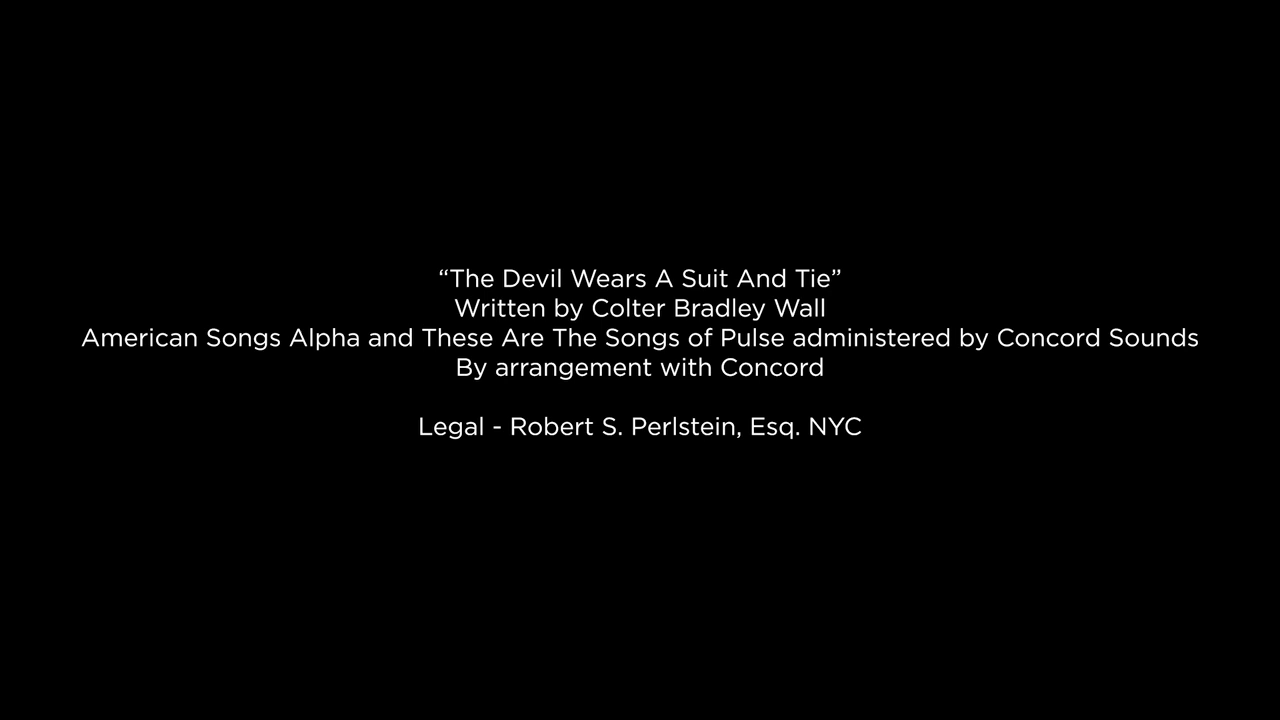 “The Devil Wears A Suit And Tie”
Written by Colter Bradley Wall
American Songs Alpha and These Are The Songs of Pulse administered by Concord Sounds
By arrangement with Concord
Legal - Robert S. Perlstein, Esq. NYC